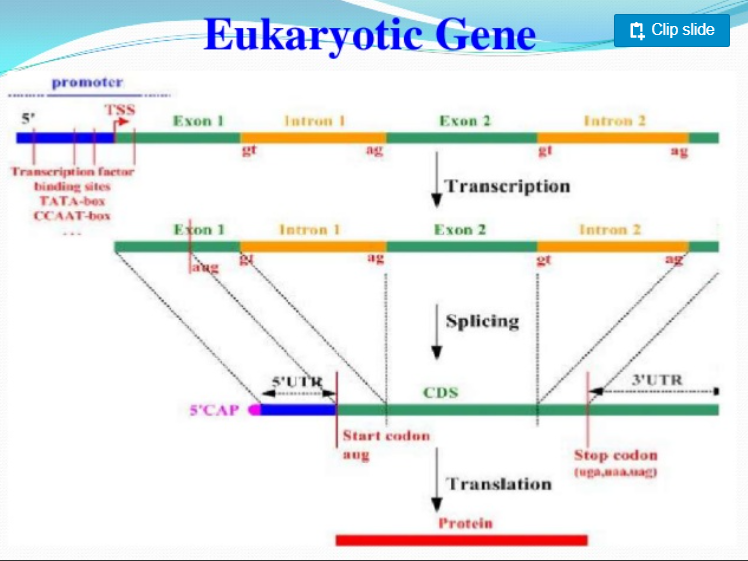 Eukaryotic Gene
Clip slide
promoter
5'
TSS
Exon 1
Intron 1
Exon 2
Intron 2
gt
ag
gt
ag
Transcription factor
binding sites
TATA-box
CCAAT-box
...
Transcription
Exon 1
Intron 1
Exon 2
Intron 2
aug
gt
ag
gt
ag
Splicing
5'UTR
CDS
3'UTR
5'CAP
Start codon
aug
Stop codon
(uga,uaa,uag)
Translation
Protein